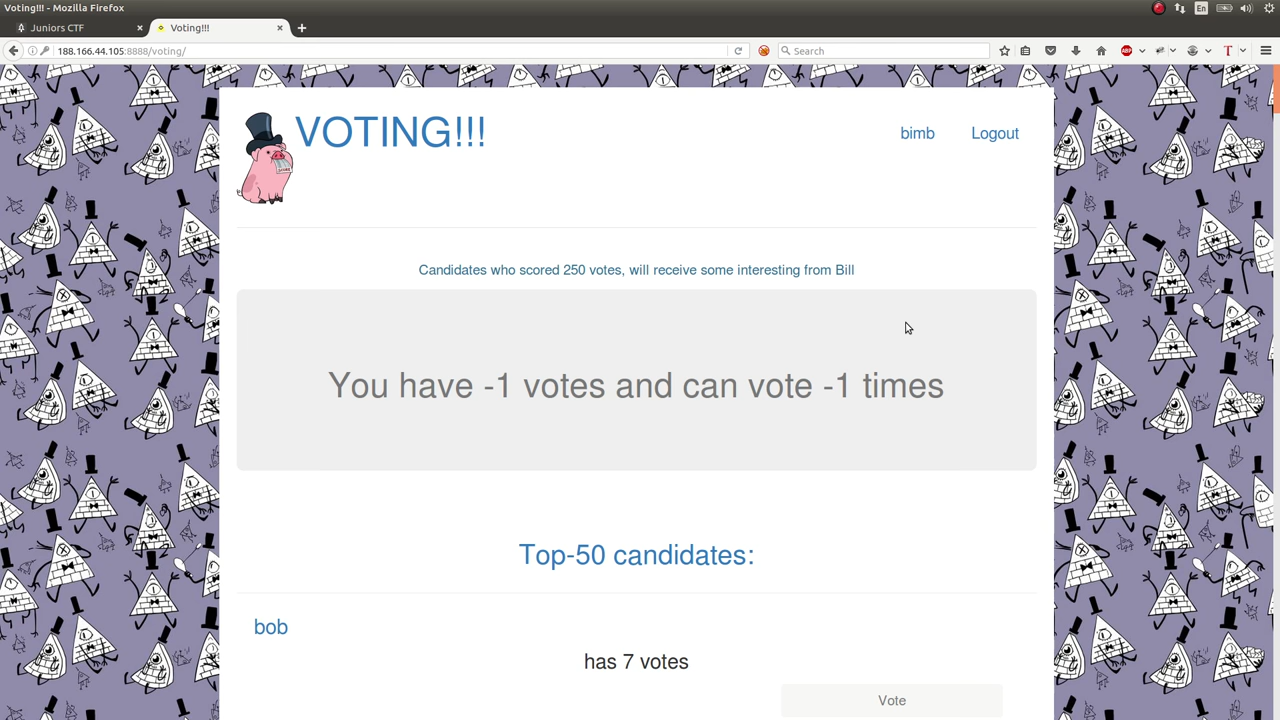 Voting!!! - Mozilla Firefox
En
Juniors CTF × Voting!!! × +
188.166.44.105:8888/voting/
Search
ABP
T
VOTING!!!
bimb Logout
Candidates who scored 250 votes, will receive some interesting from Bill
You have -1 votes and can vote -1 times
Top-50 candidates:
bob
has 7 votes
Vote